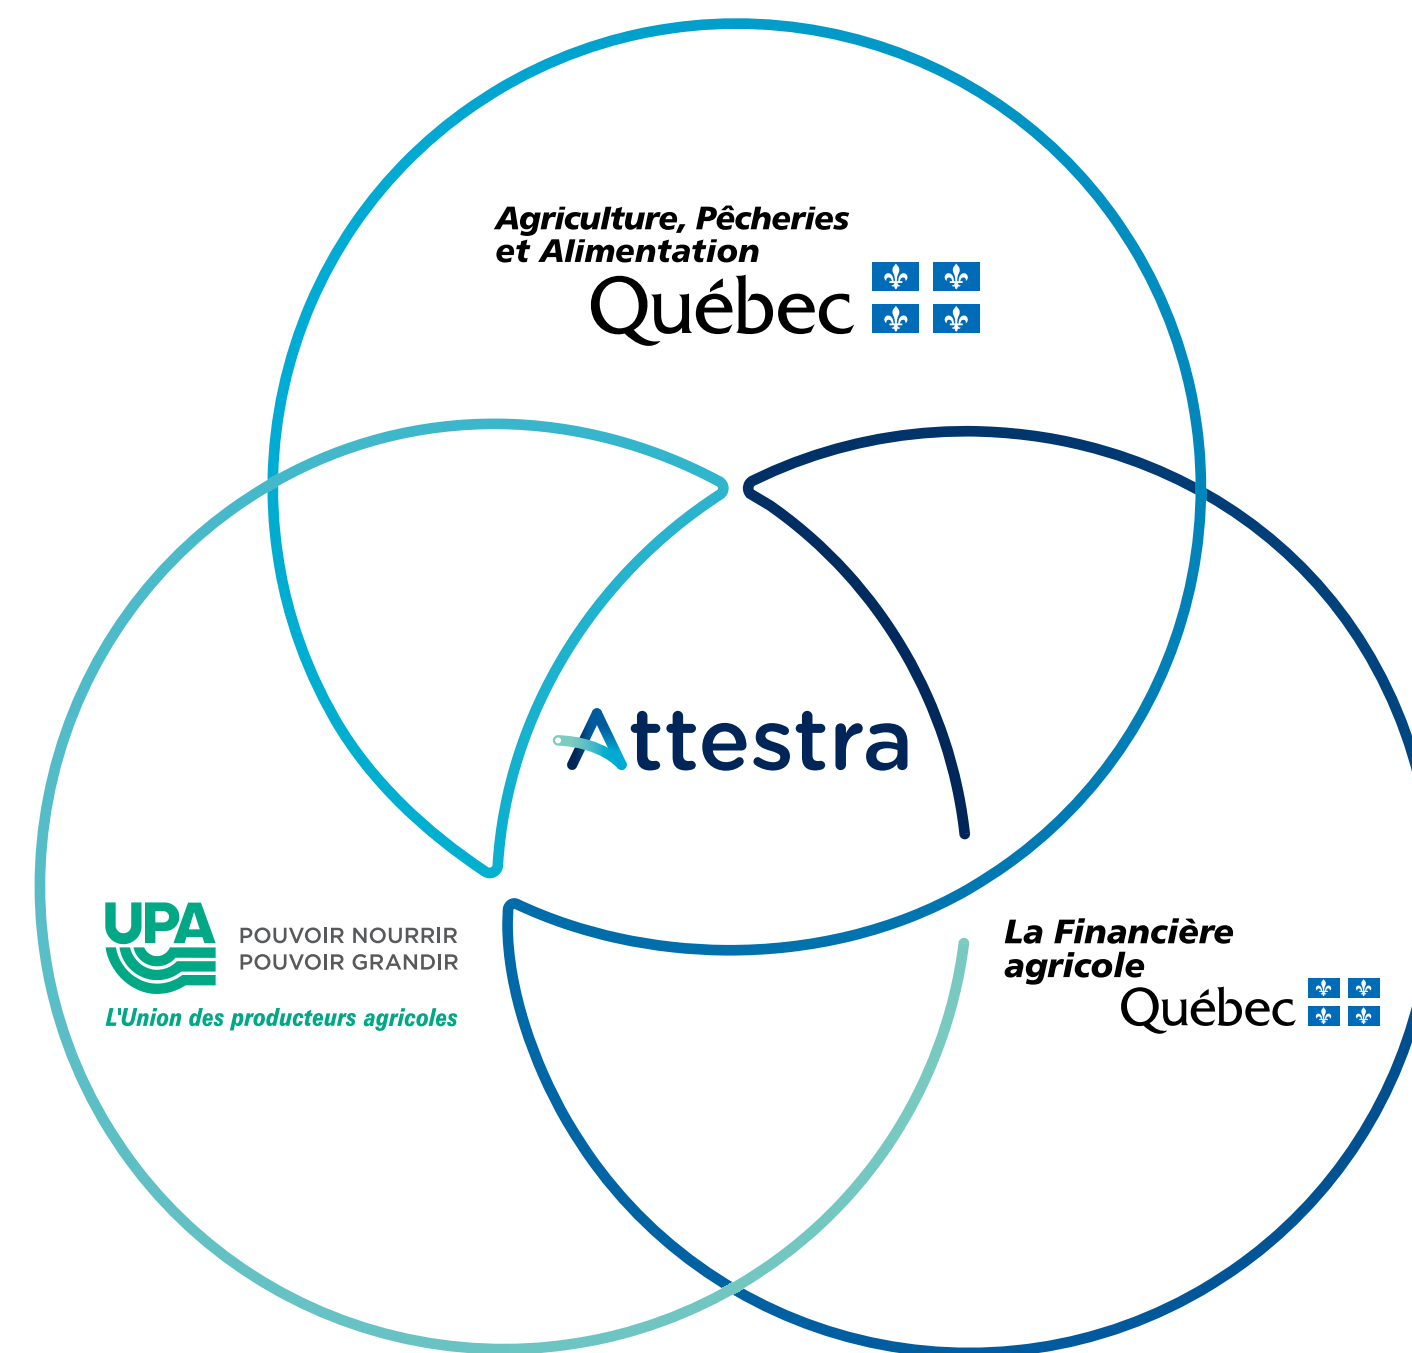 Agriculture, Pêcheries
et Alimentation
Québec
Attestra
UPA
POUVOIR NOURRIR
POUVOIR GRANDIR
L'Union des producteurs agricoles
La Financière
agricole
Québec